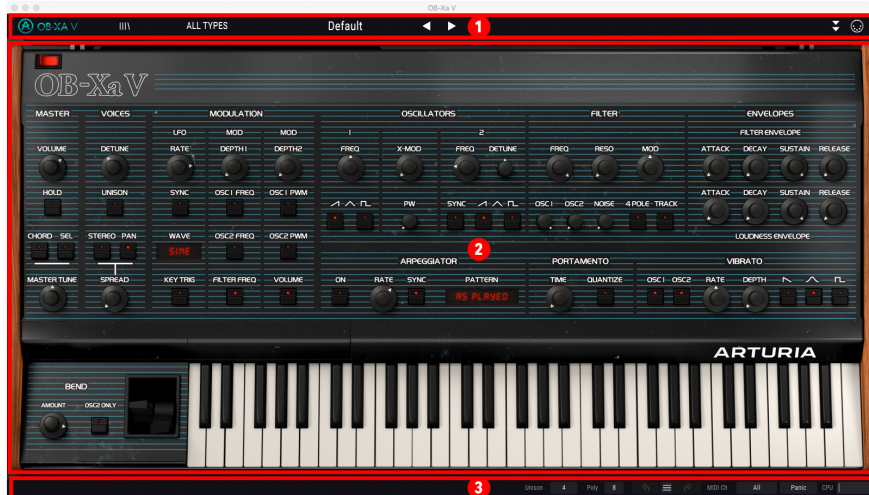 OB-Xa V
OB-XA V ALL TYPES Default 1
OB-Xa V
MASTER VOICES MODULATION OSCILLATORS FILTER ENVELOPES
LFO MOD MOD 1 2 FILTER ENVELOPE
VOLUME DETUNE RATE DEPTH1 DEPTH2 FREQ X-MOD FREQ DETUNE FREQ RESO MOD ATTACK DECAY SUSTAIN RELEASE
HOLD UNISON SYNC OSC1 FREQ OSC1 PWM PW SYNC OSC1 OSC2 NOISE 4 POLE TRACK ATTACK DECAY SUSTAIN RELEASE
CHORD SEL STEREO PAN WAVE OSC2 FREQ OSC2 PWM LOUDNESS ENVELOPE
SINE 2
ARPEGGIATOR PORTAMENTO VIBRATO
MASTER TUNE SPREAD KEY TRIG FILTER FREQ VOLUME ON RATE SYNC PATTERN TIME QUANTIZE OSC1 OSC2 RATE DEPTH
AS PLAYED
ARTURIA
BEND
AMOUNT OSC2 ONLY
3 Unison 4 Poly 8 MIDI Ch All Panic CPU